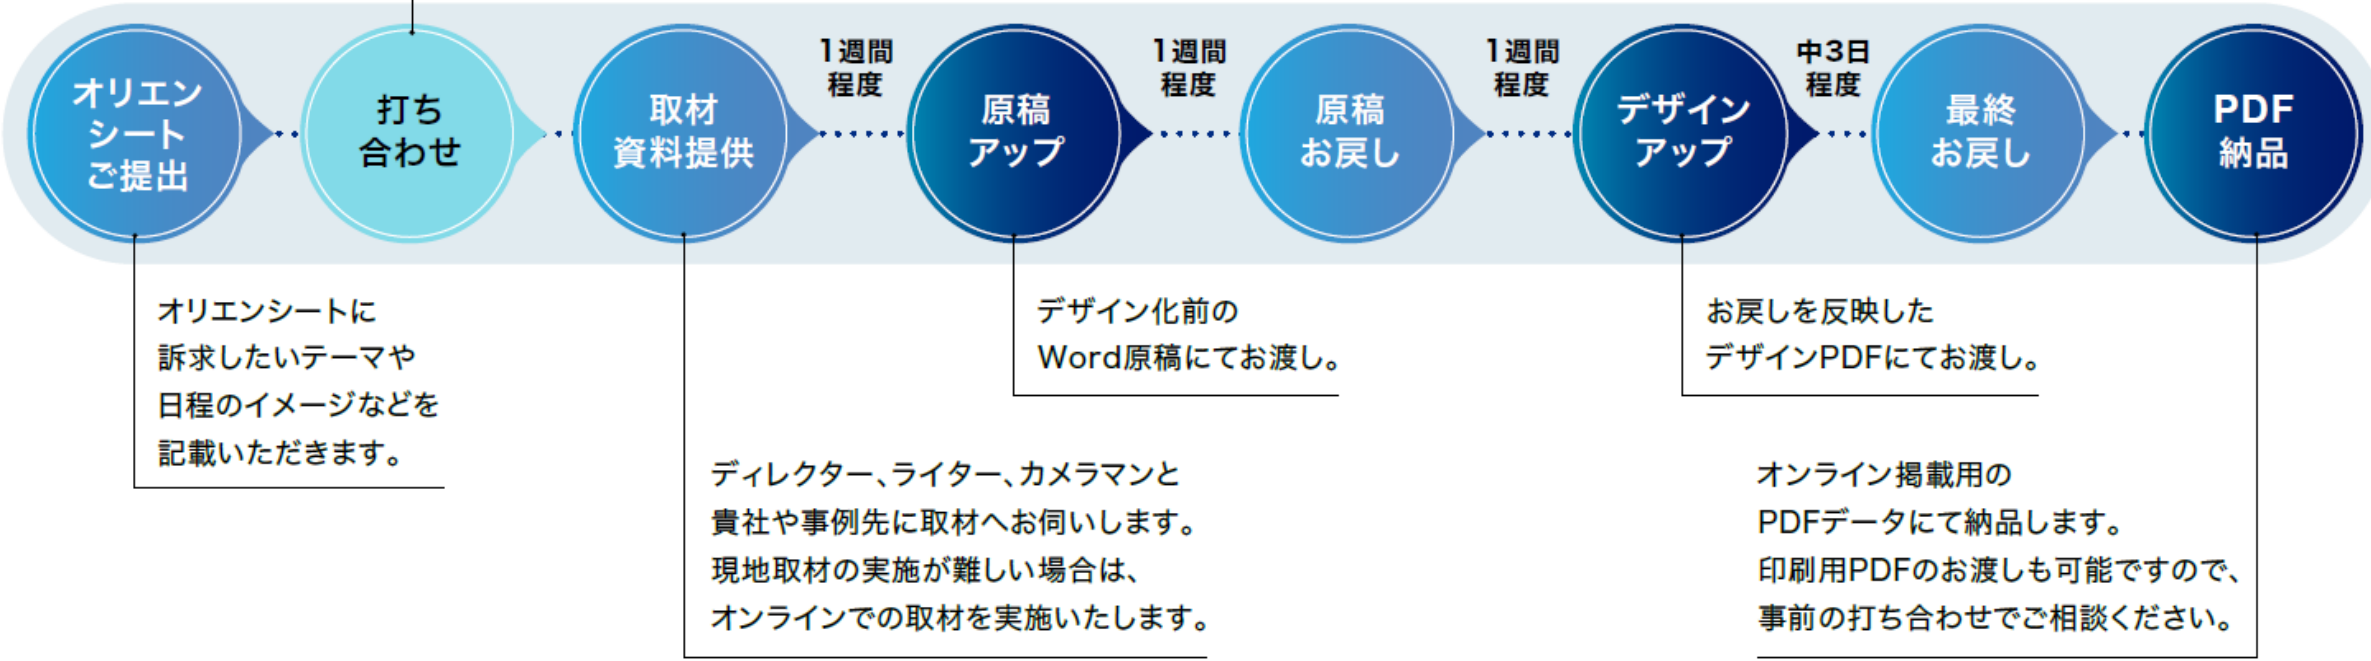 オリエン
シート
ご提出
打ち
合わせ
取材
資料提供
1週間
程度
原稿
アップ
1週間
程度
原稿
お戻し
1週間
程度
デザイン
アップ
中3日
程度
最終
お戻し
PDF
納品
オリエンシートに
訴求したいテーマや
日程のイメージなどを
記載いただきます。
ディレクター、ライター、カメラマンと
貴社や事例先に取材へお伺いします。
現地取材の実施が難しい場合は、
オンラインでの取材を実施いたします。
デザイン化前の
Word原稿にてお渡し。
お戻しを反映した
デザインPDFにてお渡し。
オンライン掲載用の
PDFデータにて納品します。
印刷用PDFのお渡しも可能ですので、
事前の打ち合わせでご相談ください。